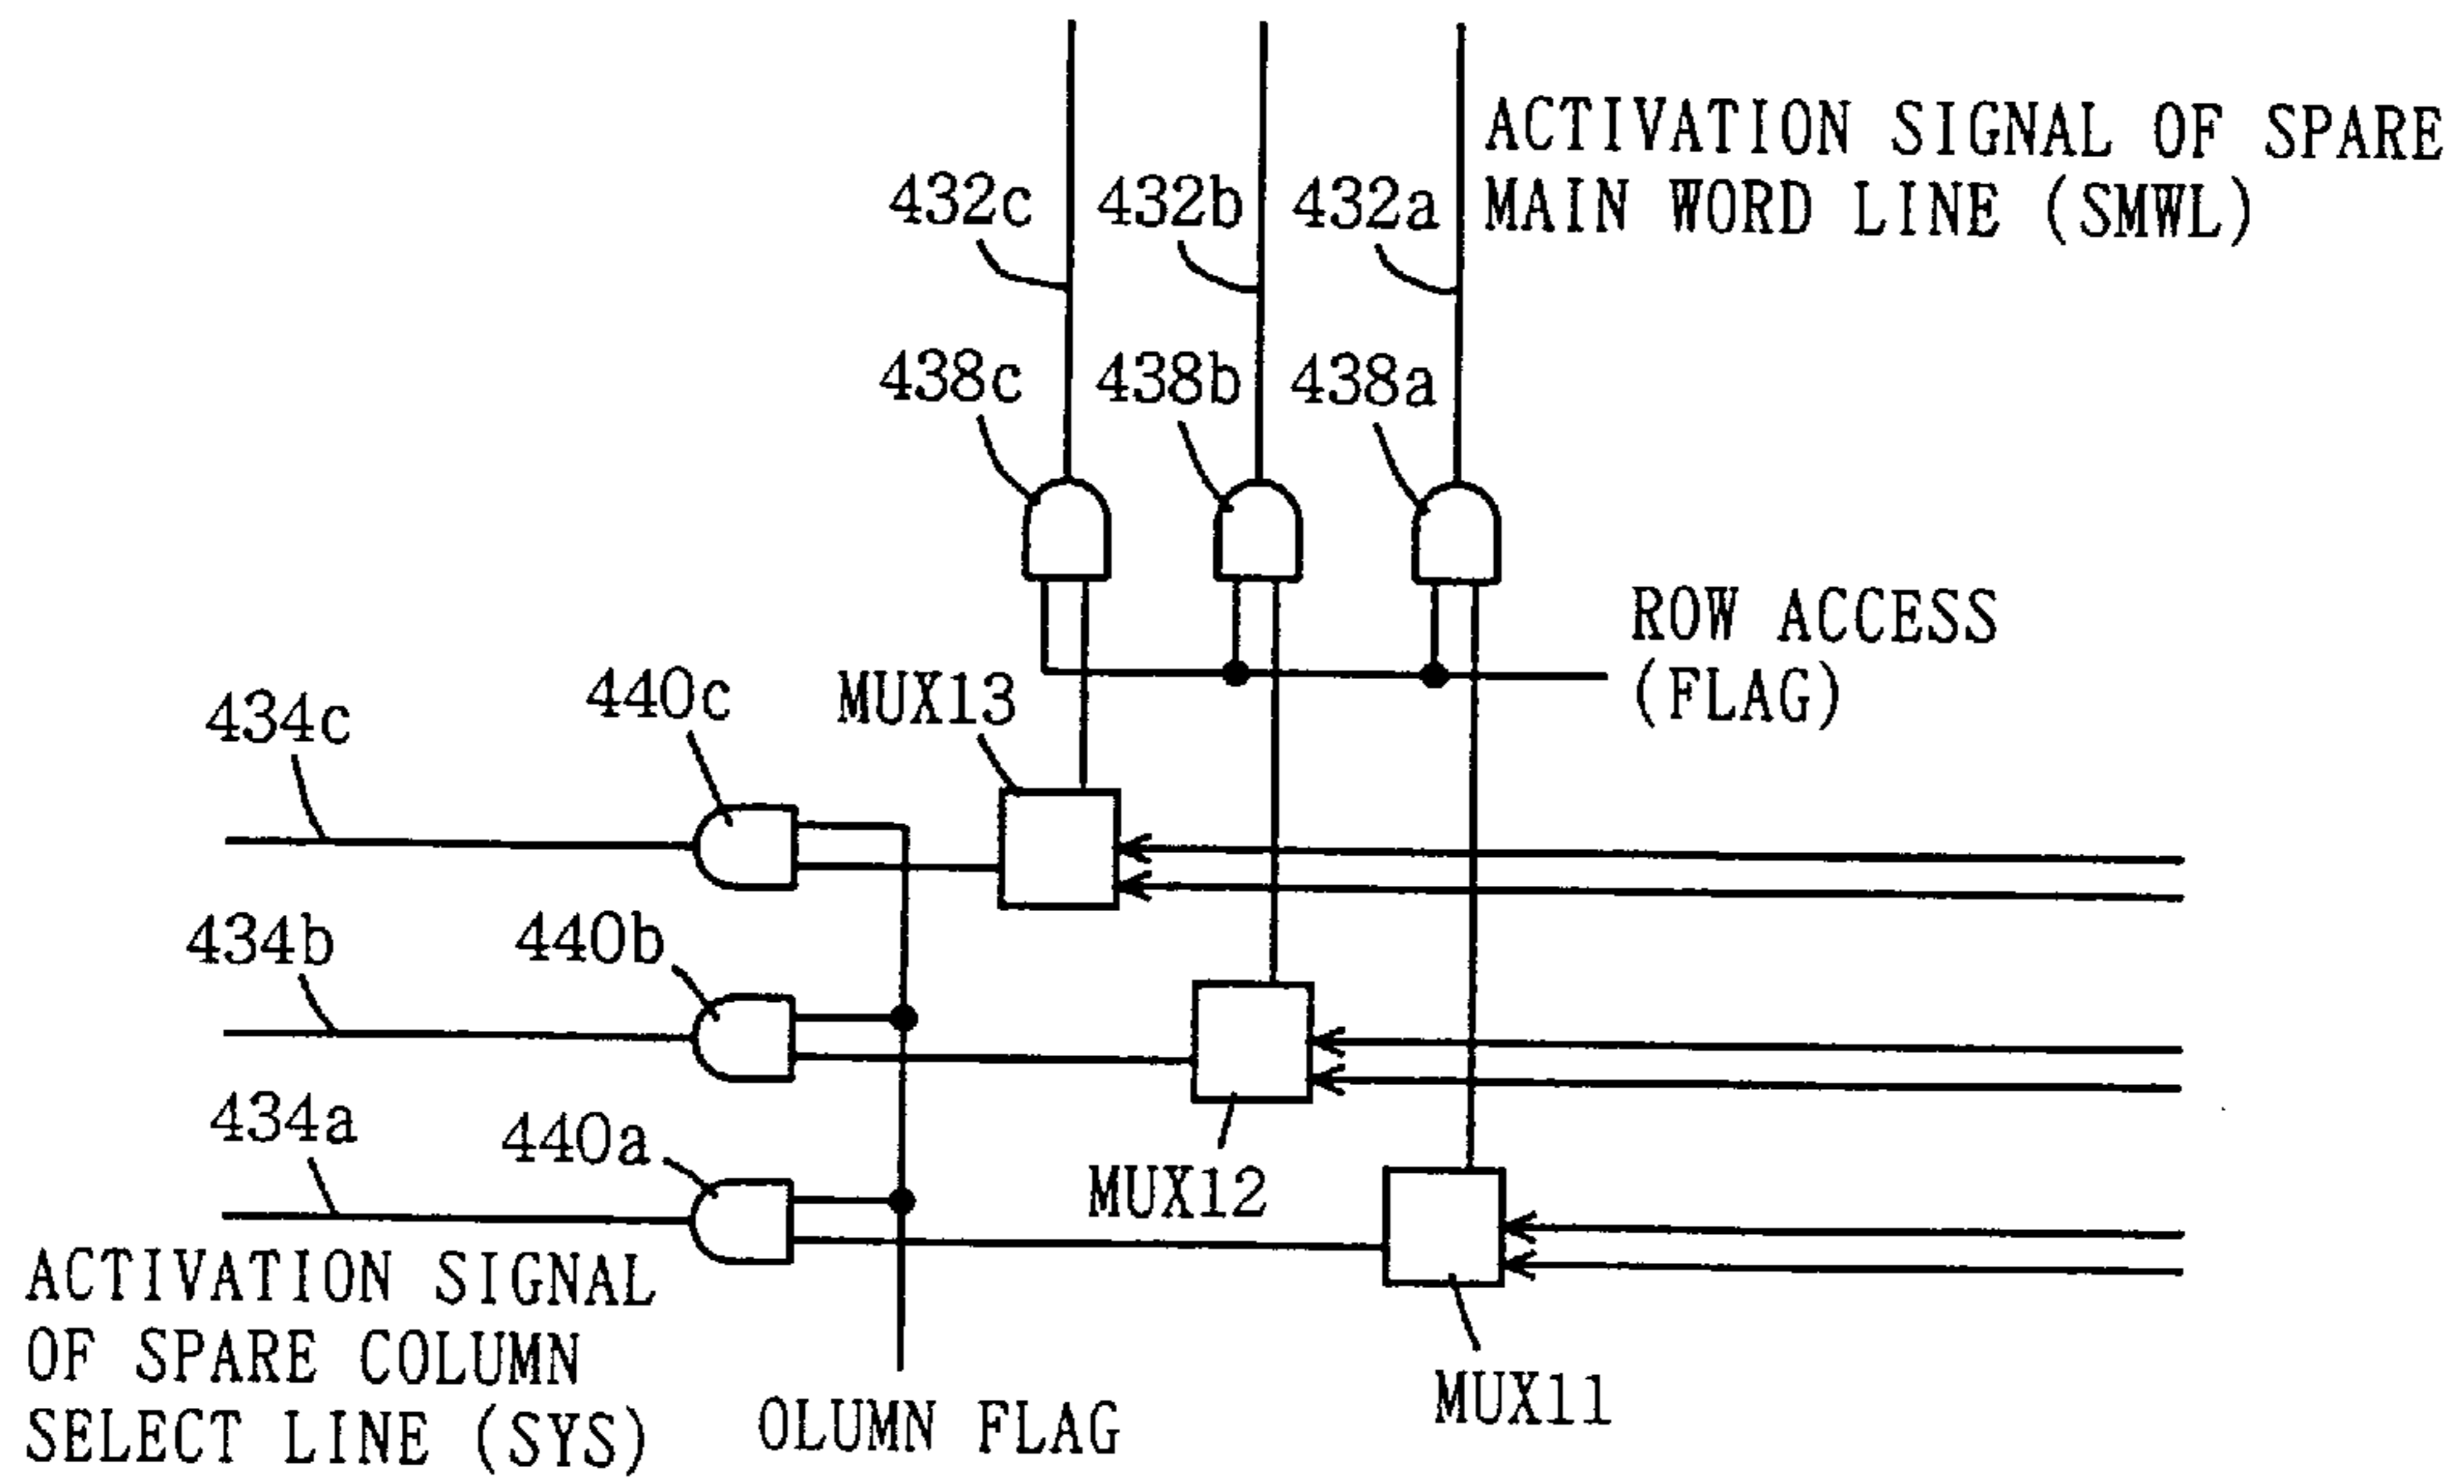 ACTIVATION SIGNAL OF SPARE
MAIN WORD LINE (SMWL)
432c 432b 432a
438c 438b 438a
ROW ACCESS
(FLAG)
MUX13
440c
434c
440b
434b
440a
434a
MUX12
MUX11
ACTIVATION SIGNAL
OF SPARE COLUMN
SELECT LINE (SYS)
OLUMN FLAG